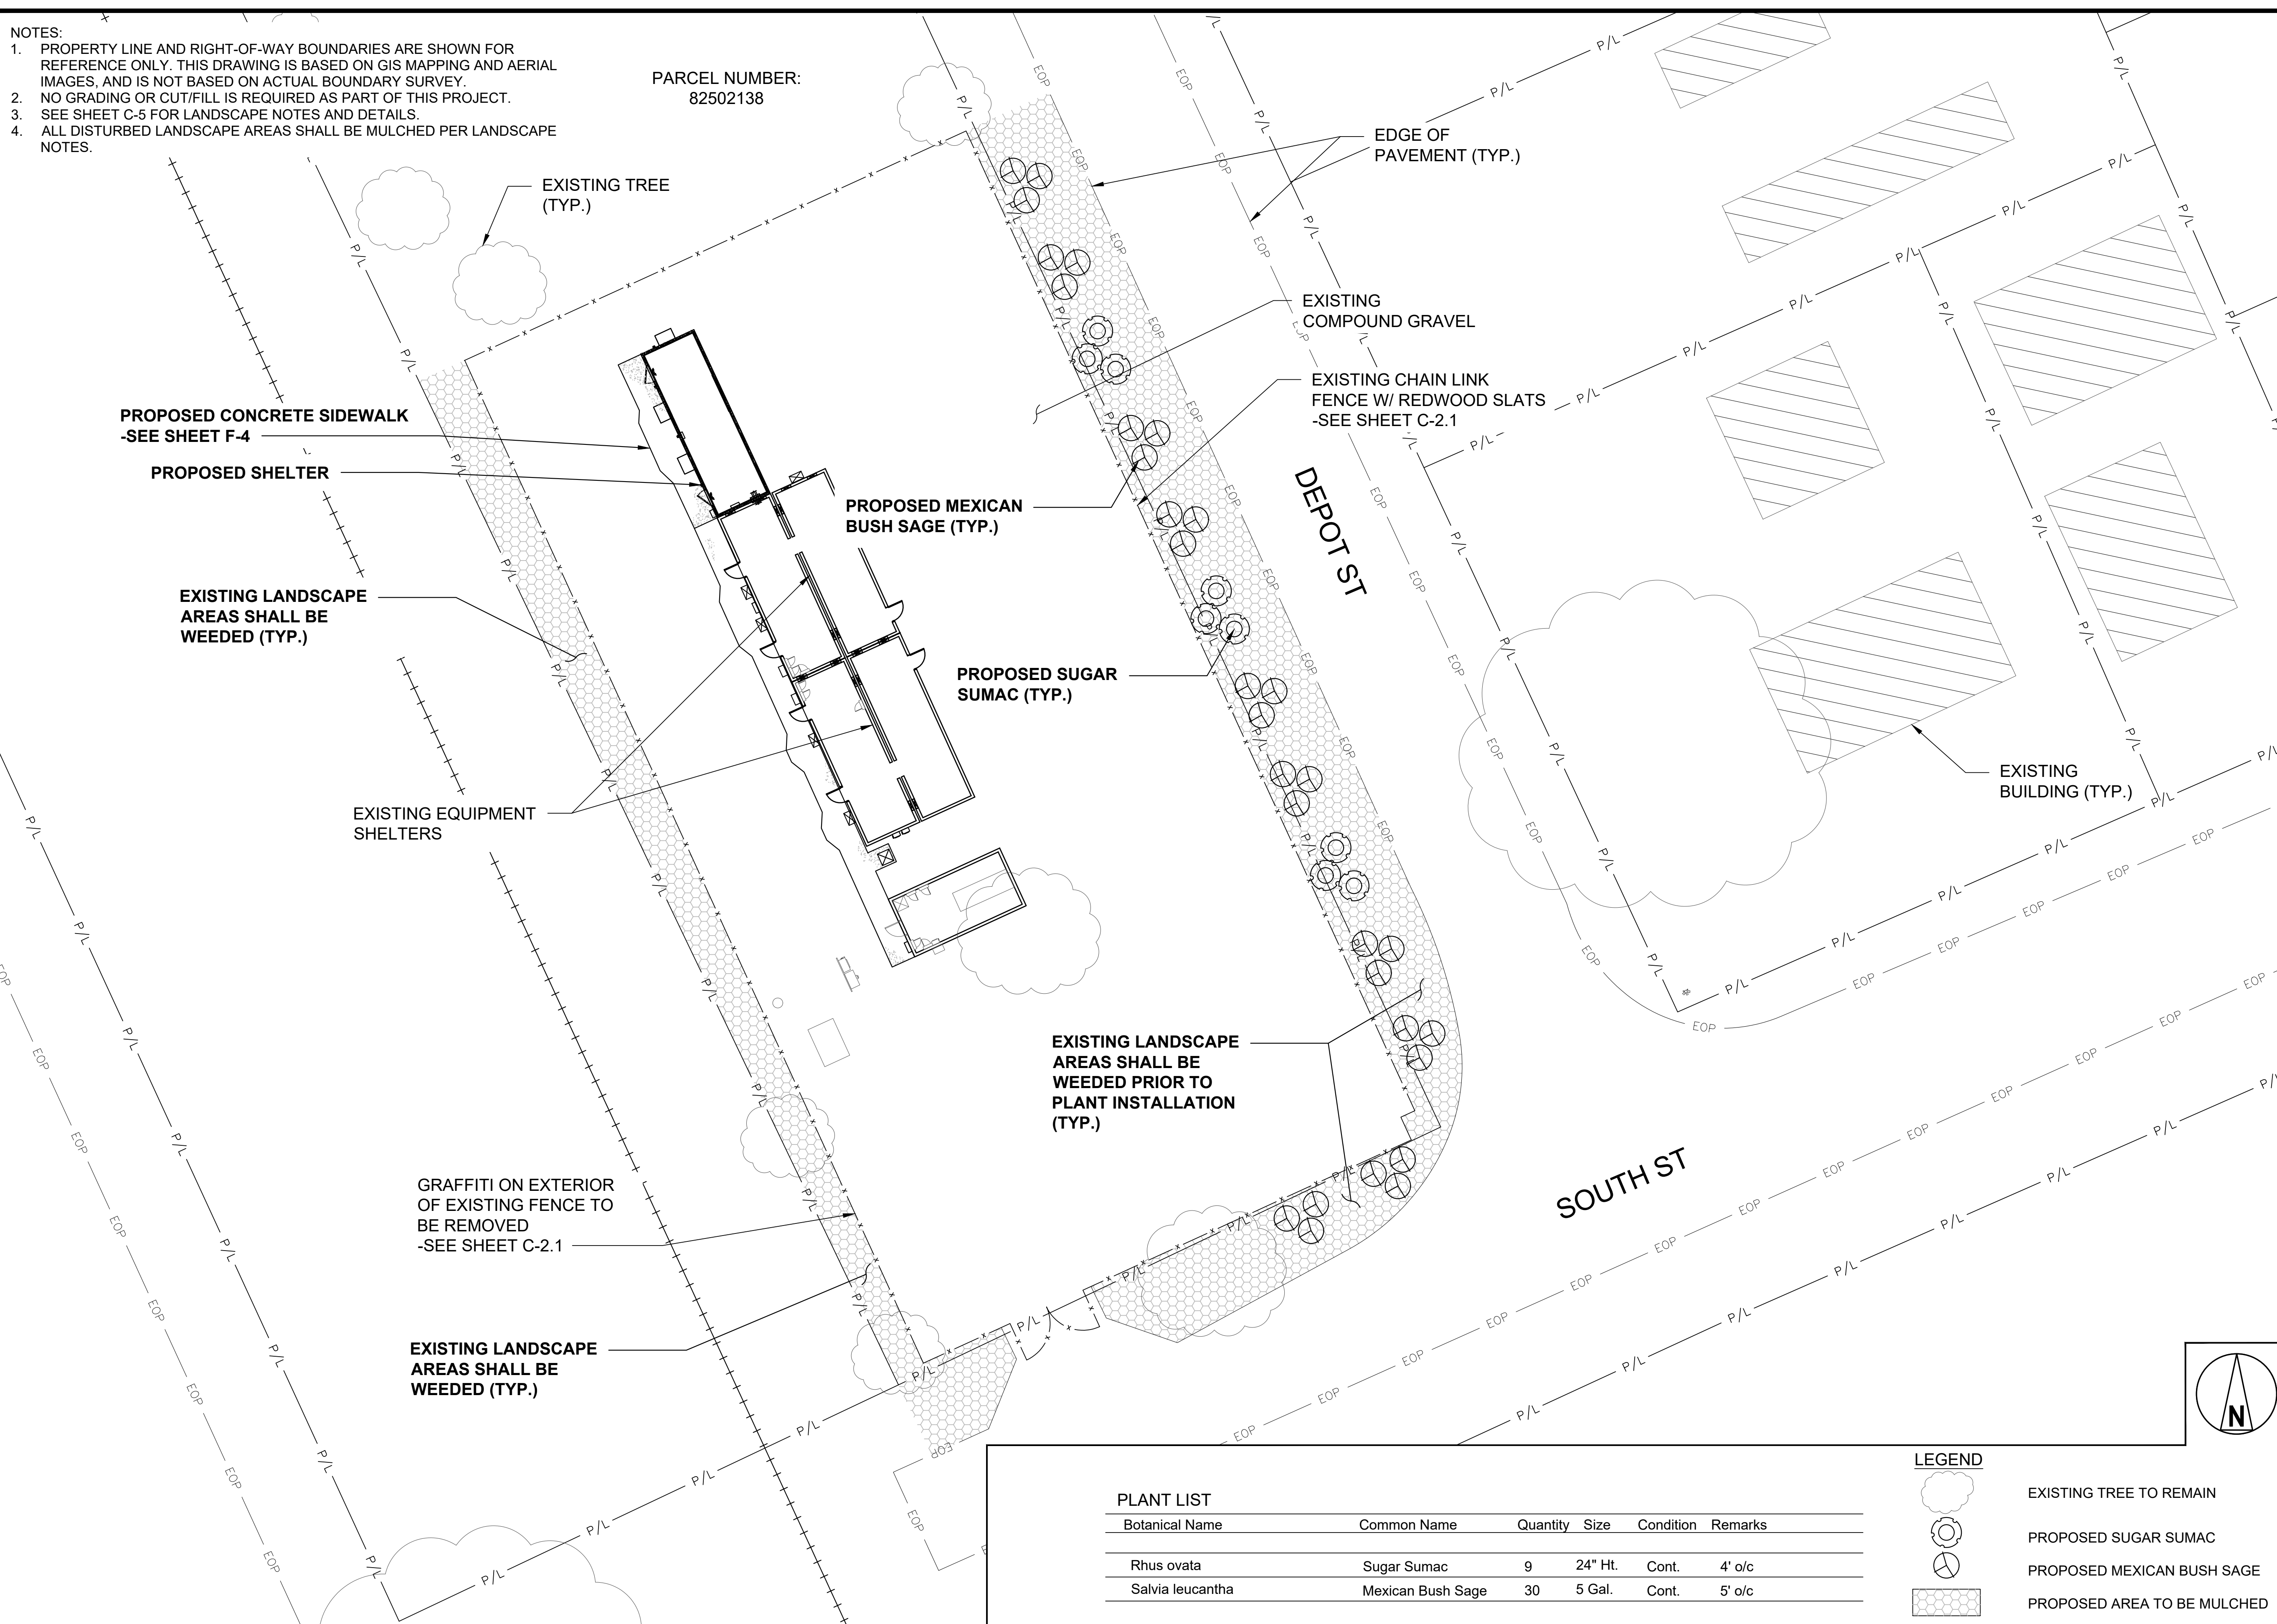 NOTES:
1. PROPERTY LINE AND RIGHT-OF-WAY BOUNDARIES ARE SHOWN FOR
REFERENCE ONLY. THIS DRAWING IS BASED ON GIS MAPPING AND AERIAL
IMAGES, AND IS NOT BASED ON ACTUAL BOUNDARY SURVEY.
2. NO GRADING OR CUT/FILL IS REQUIRED AS PART OF THIS PROJECT.
3. SEE SHEET C-5 FOR LANDSCAPE NOTES AND DETAILS.
4. ALL DISTURBED LANDSCAPE AREAS SHALL BE MULCHED PER LANDSCAPE
NOTES.
PARCEL NUMBER:
82502138
EDGE OF
PAVEMENT (TYP.)
EXISTING TREE
(TYP.)
EXISTING
COMPOUND GRAVEL
EXISTING CHAIN LINK
FENCE W/ REDWOOD SLATS
-SEE SHEET C-2.1
PROPOSED CONCRETE SIDEWALK
-SEE SHEET F-4
PROPOSED SHELTER
PROPOSED MEXICAN
BUSH SAGE (TYP.)
DEPOT ST
EXISTING LANDSCAPE
AREAS SHALL BE
WEEDED (TYP.)
PROPOSED SUGAR
SUMAC (TYP.)
EXISTING
BUILDING (TYP.)
EXISTING EQUIPMENT
SHELTERS
EXISTING LANDSCAPE
AREAS SHALL BE
WEEDED PRIOR TO
PLANT INSTALLATION
(TYP.)
SOUTH ST
GRAFFITI ON EXTERIOR
OF EXISTING FENCE TO
BE REMOVED
-SEE SHEET C-2.1
EXISTING LANDSCAPE
AREAS SHALL BE
WEEDED (TYP.)
P/L
EOP
N
PLANT LIST
Botanical Name Common Name Quantity Size Condition Remarks
Rhus ovata Sugar Sumac 9 24" Ht. Cont. 4' o/c
Salvia leucantha Mexican Bush Sage 30 5 Gal. Cont. 5' o/c
LEGEND
EXISTING TREE TO REMAIN
PROPOSED SUGAR SUMAC
PROPOSED MEXICAN BUSH SAGE
PROPOSED AREA TO BE MULCHED